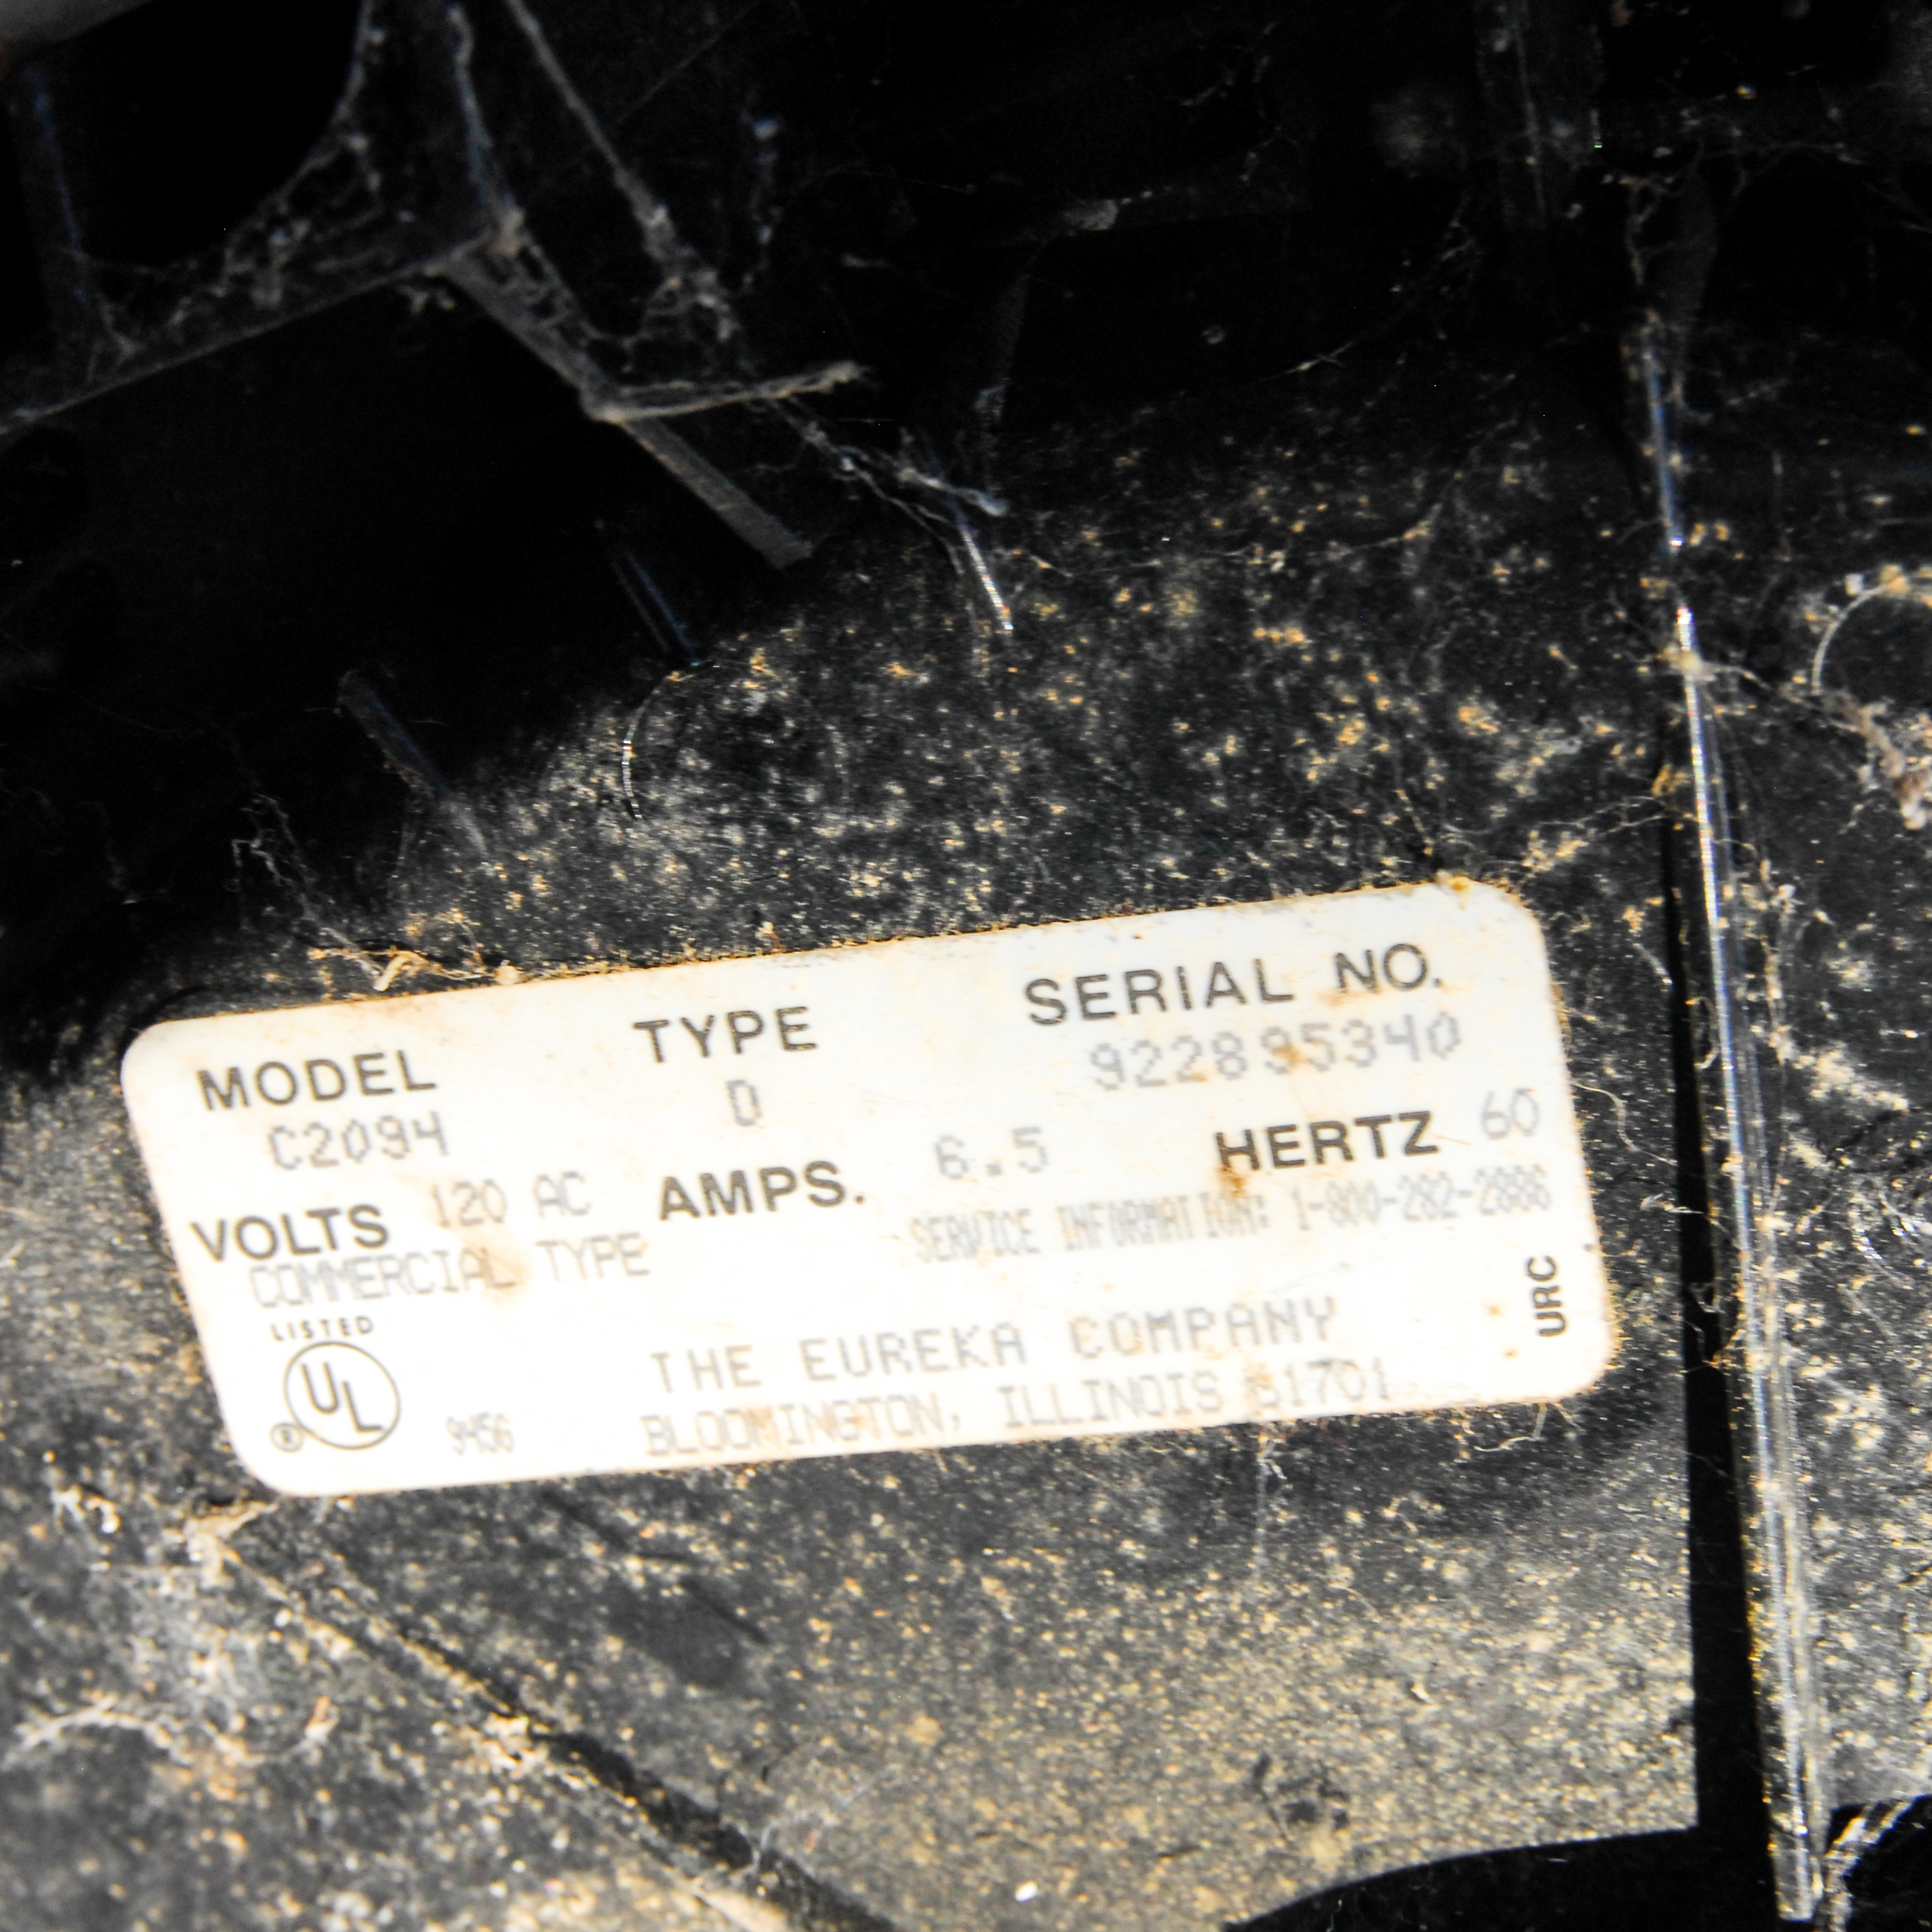 MODEL TYPE SERIAL NO.
C2094 D 922895340
VOLTS 120 AC AMPS. 6.5 HERTZ 60
COMMERCIAL TYPE SERVICE INFORMATION: 1-800-282-2886
LISTED
UL
®
9456
THE EUREKA COMPANY
BLOOMINGTON, ILLINOIS 61701
URC